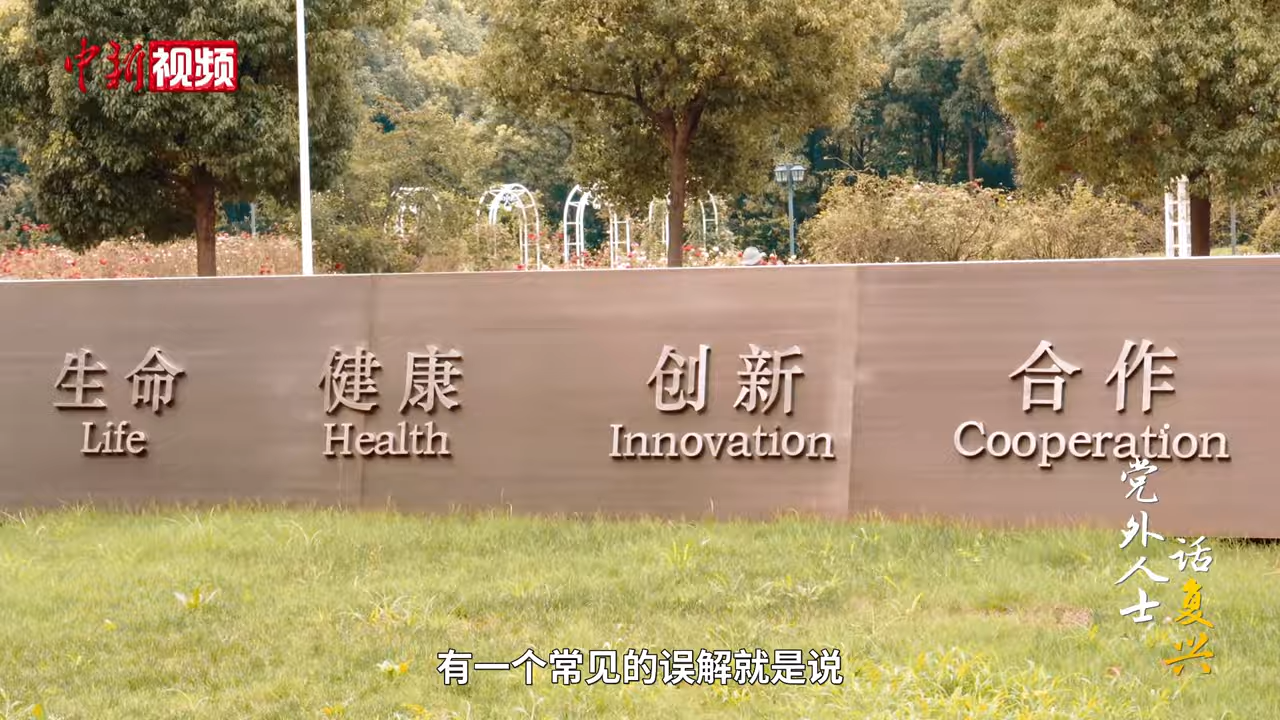 中新视频
生命 健康 创新 合作
Life Health Innovation Cooperation
党外人士
话复兴
有一个常见的误解就是说